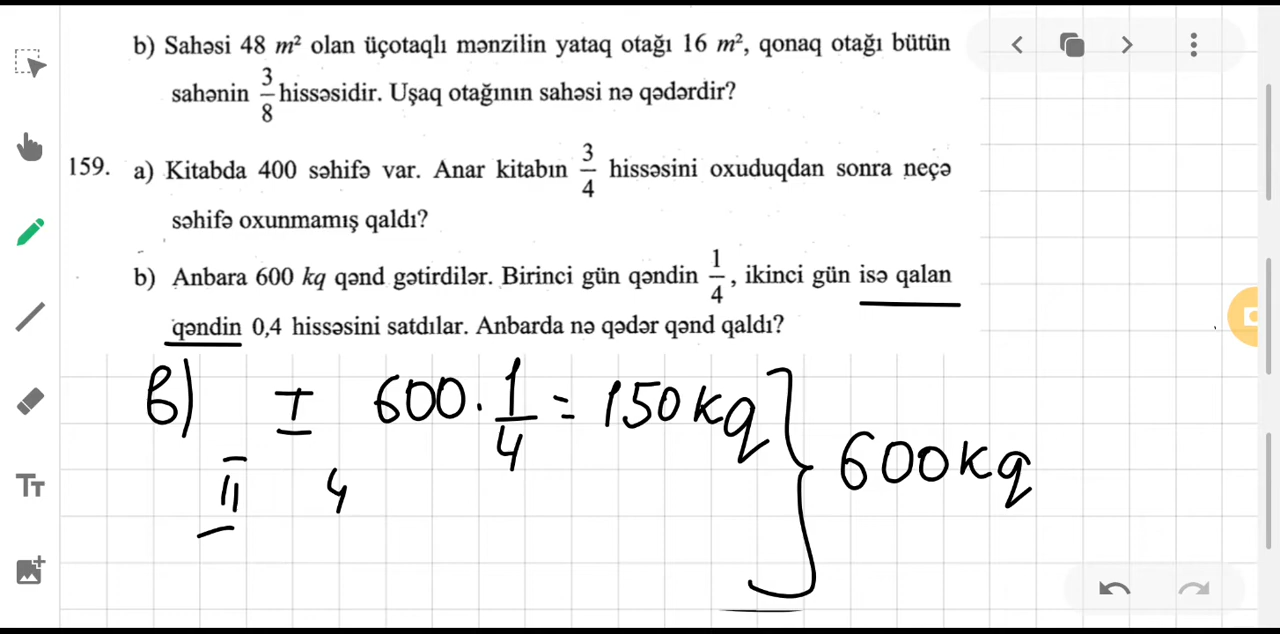 b) Sahəsi 48 m² olan üçotaqlı mənzilin yataq otağı 16 m², qonaq otağı bütün
sahənin 3/8 hissəsidir. Uşaq otağının sahəsi nə qədərdir?
159. a) Kitabda 400 səhifə var. Anar kitabın 3/4 hissəsini oxuduqdan sonra neçə
səhifə oxunmamış qaldı?
b) Anbara 600 kq qənd gətirdilər. Birinci gün qəndin 1/4, ikinci gün isə qalan
qəndin 0,4 hissəsini satdılar. Anbarda nə qədər qənd qaldı?
b) I 600 · 1/4 = 150 kq } 600 kq
II 4
TT